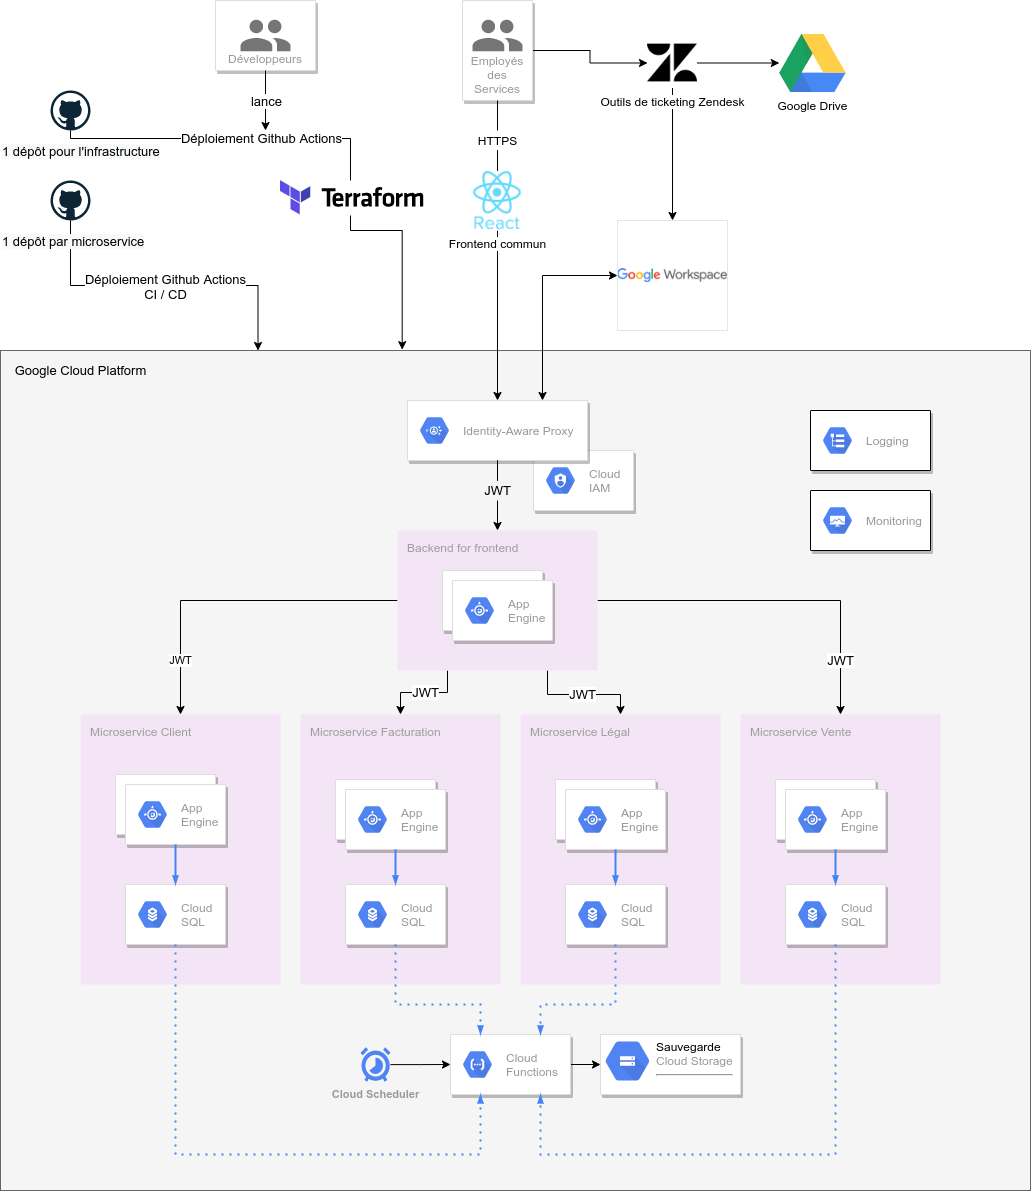 Développeurs
Employés
des
Services
lance
Outils de ticketing Zendesk
Google Drive
Déploiement Github Actions
1 dépôt pour l'infrastructure
HTTPS
Terraform
React
1 dépôt par microservice
Frontend commun
Google Workspace
Déploiement Github Actions
CI / CD
Google Cloud Platform
Identity-Aware Proxy
Logging
Cloud
IAM
JWT
Monitoring
Backend for frontend
App
Engine
JWT
JWT
JWT
JWT
Microservice Client
Microservice Facturation
Microservice Légal
Microservice Vente
App
Engine
App
Engine
App
Engine
App
Engine
Cloud
SQL
Cloud
SQL
Cloud
SQL
Cloud
SQL
Cloud Scheduler
Cloud
Functions
Sauvegarde
Cloud Storage